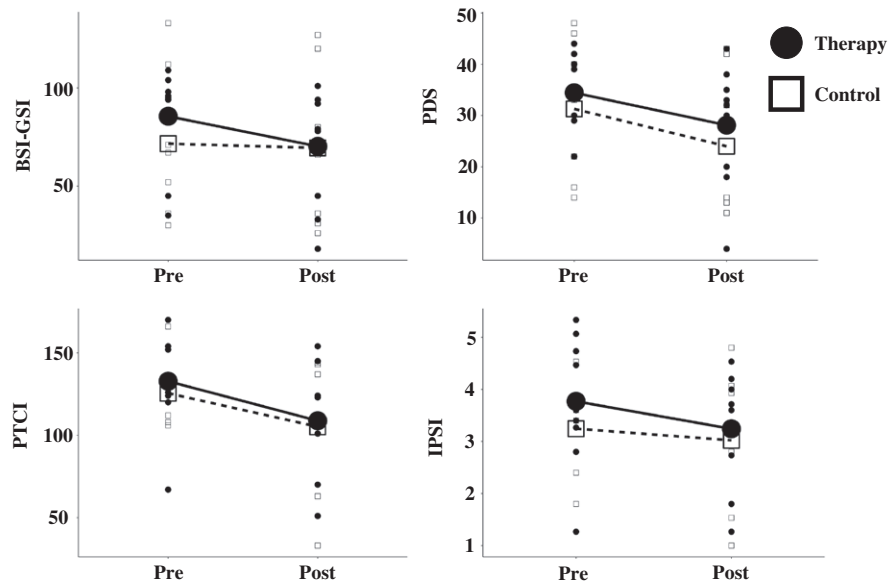 BSI-GSI
100
50
Pre Post
PDS
50
40
30
20
10
Pre Post
Therapy
Control
PTCI
150
100
50
Pre Post
IPSI
5
4
3
2
1
Pre Post